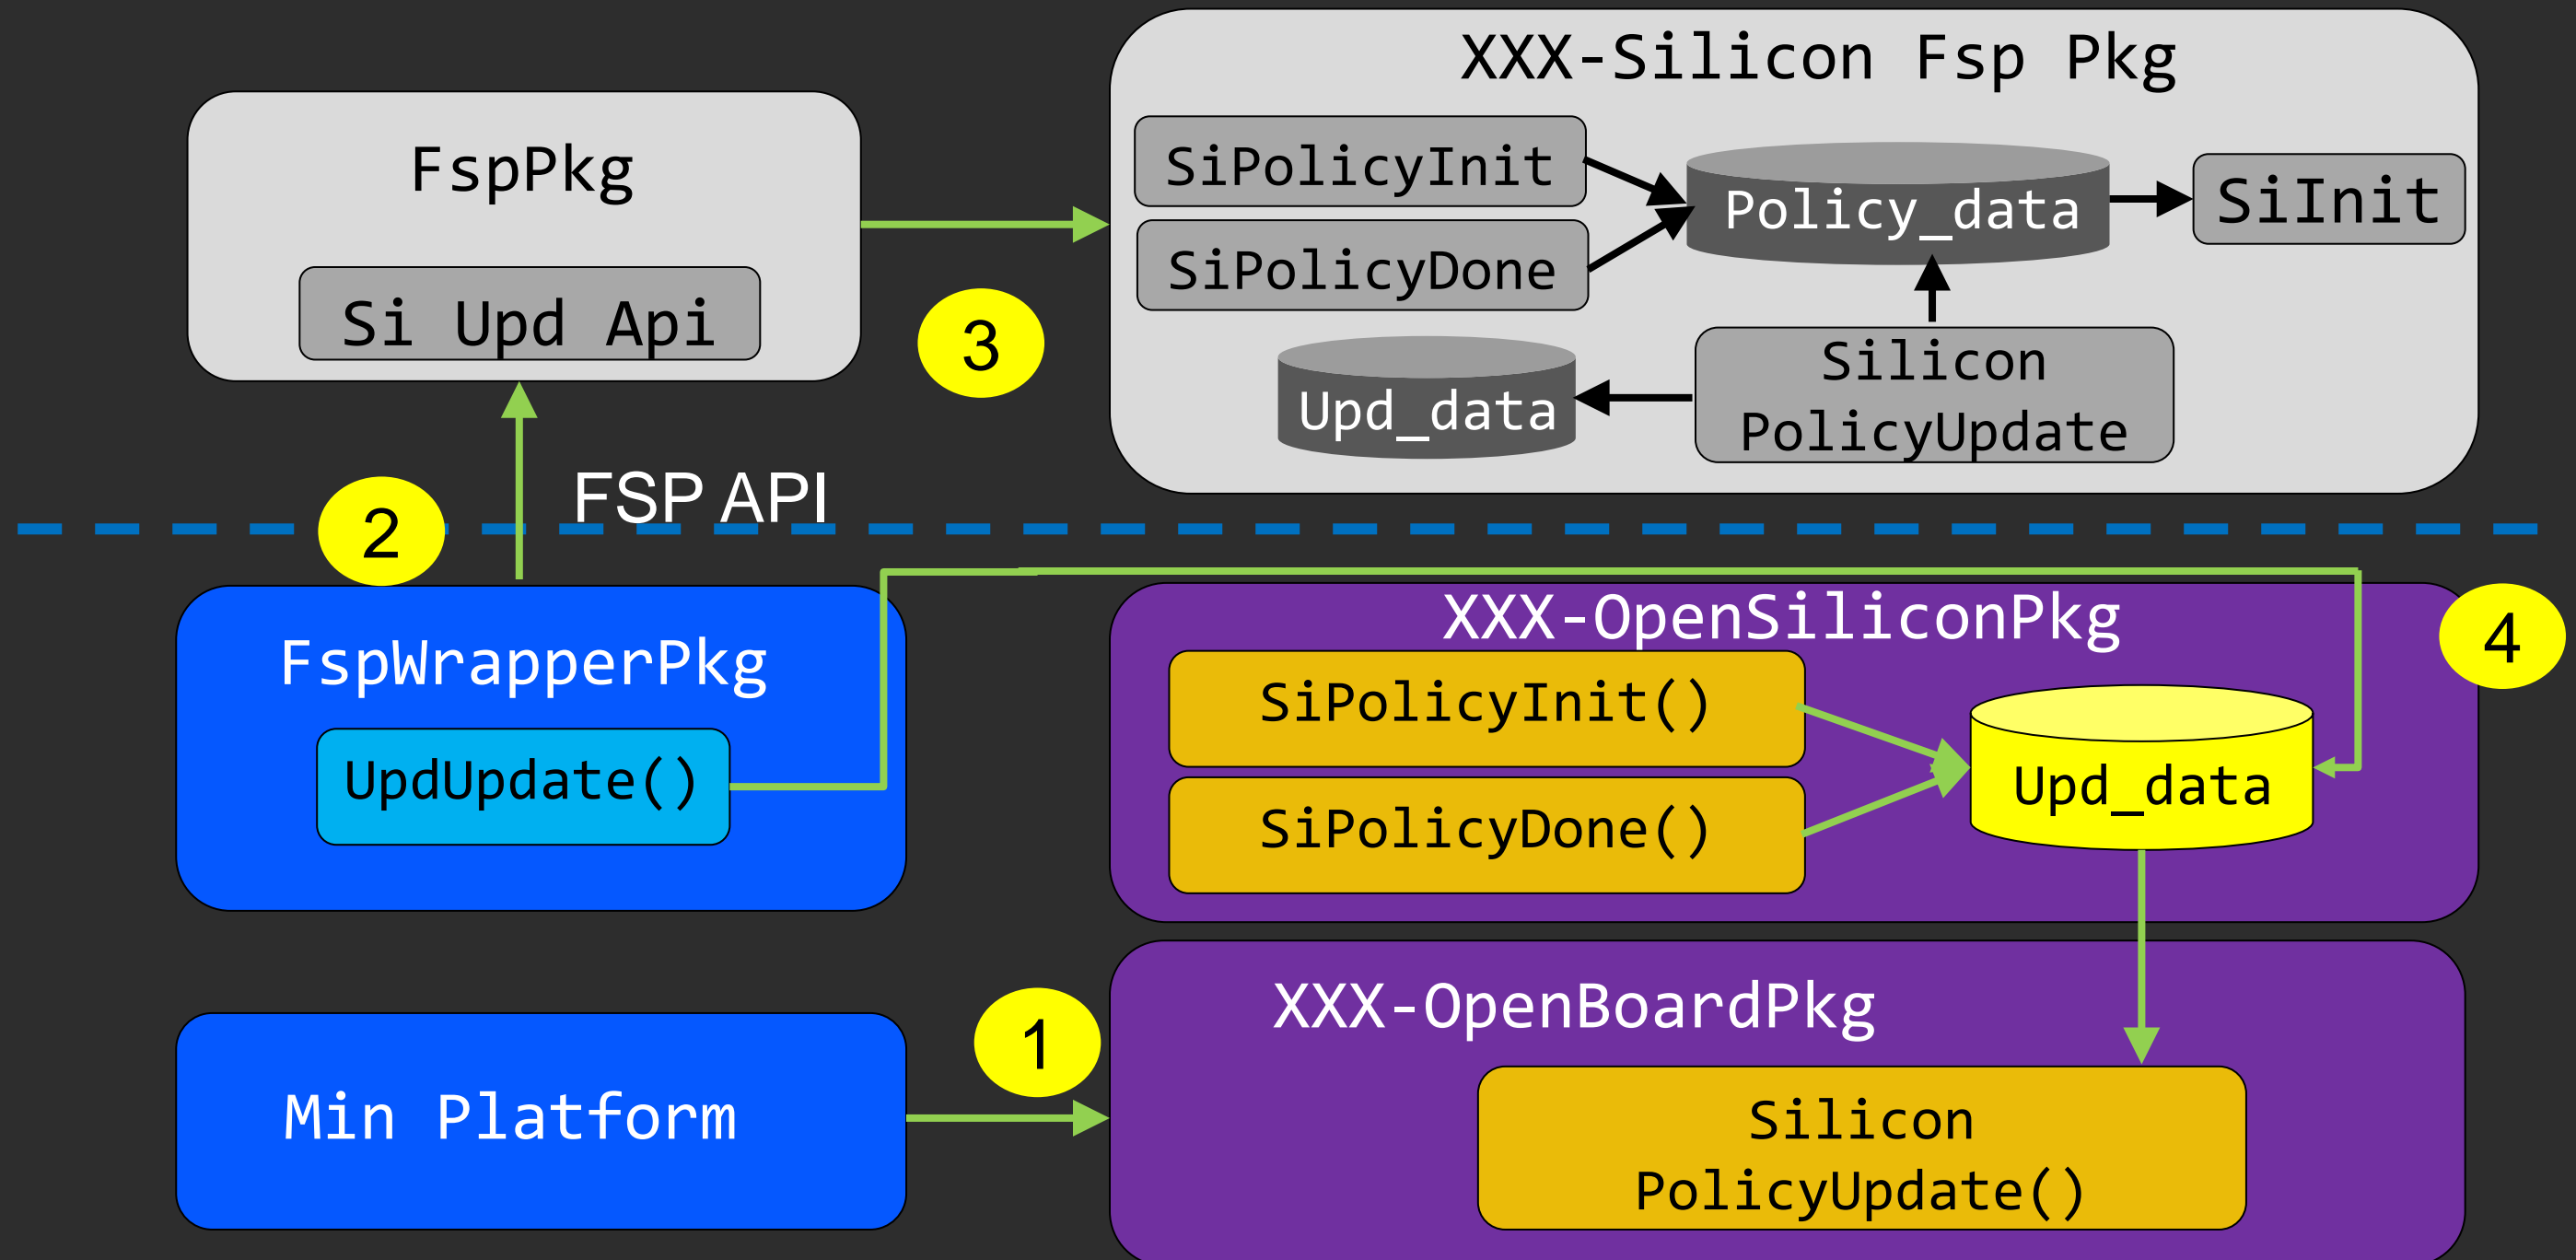 XXX-Silicon Fsp Pkg
FspPkg
Si Upd Api
SiPolicyInit
SiPolicyDone
Policy_data
SiInit
Upd_data
Silicon
PolicyUpdate
3
2
FSP API
FspWrapperPkg
UpdUpdate()
XXX-OpenSiliconPkg
SiPolicyInit()
SiPolicyDone()
Upd_data
4
Min Platform
1
XXX-OpenBoardPkg
Silicon
PolicyUpdate()